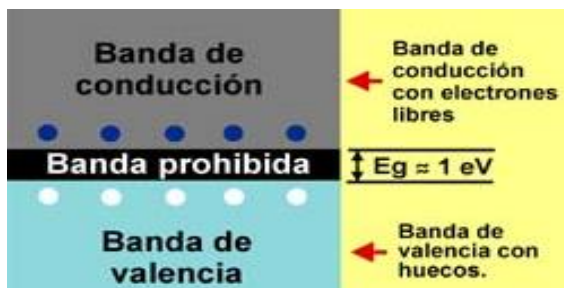 Banda de
conducción
Banda prohibida
Banda de
valencia
Banda de
conducción
con electrones
libres
Eg ≈ 1 eV
Banda de
valencia con
huecos.